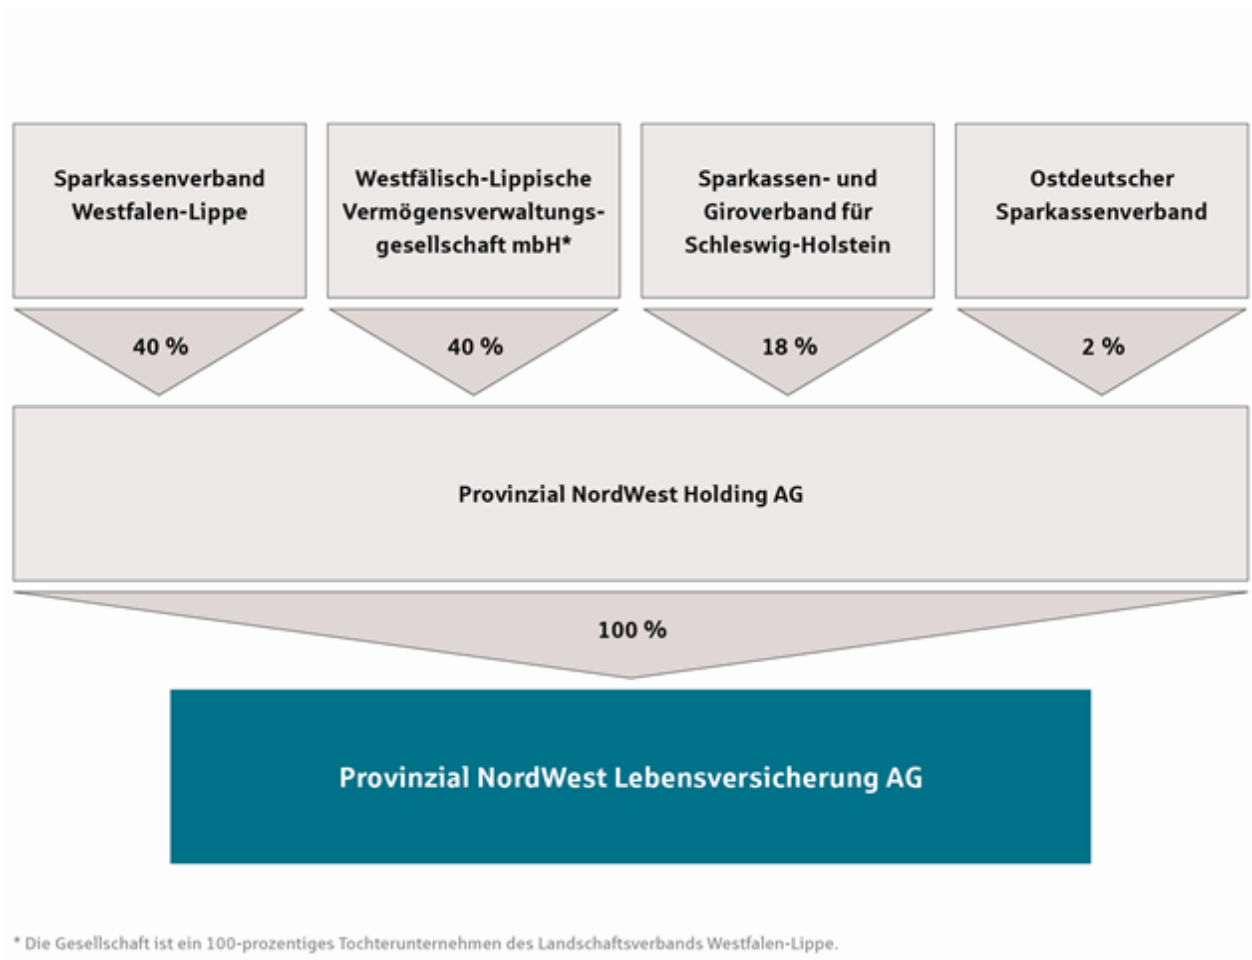 Sparkassenverband
Westfalen-Lippe
Westfälisch-Lippische
Vermögensverwaltungs-
gesellschaft mbH*
Sparkassen- und
Giroverband für
Schleswig-Holstein
Ostdeutscher
Sparkassenverband
40 %
40 %
18 %
2 %
Provinzial NordWest Holding AG
100 %
Provinzial NordWest Lebensversicherung AG
* Die Gesellschaft ist ein 100-prozentiges Tochterunternehmen des Landschaftsverbands Westfalen-Lippe.